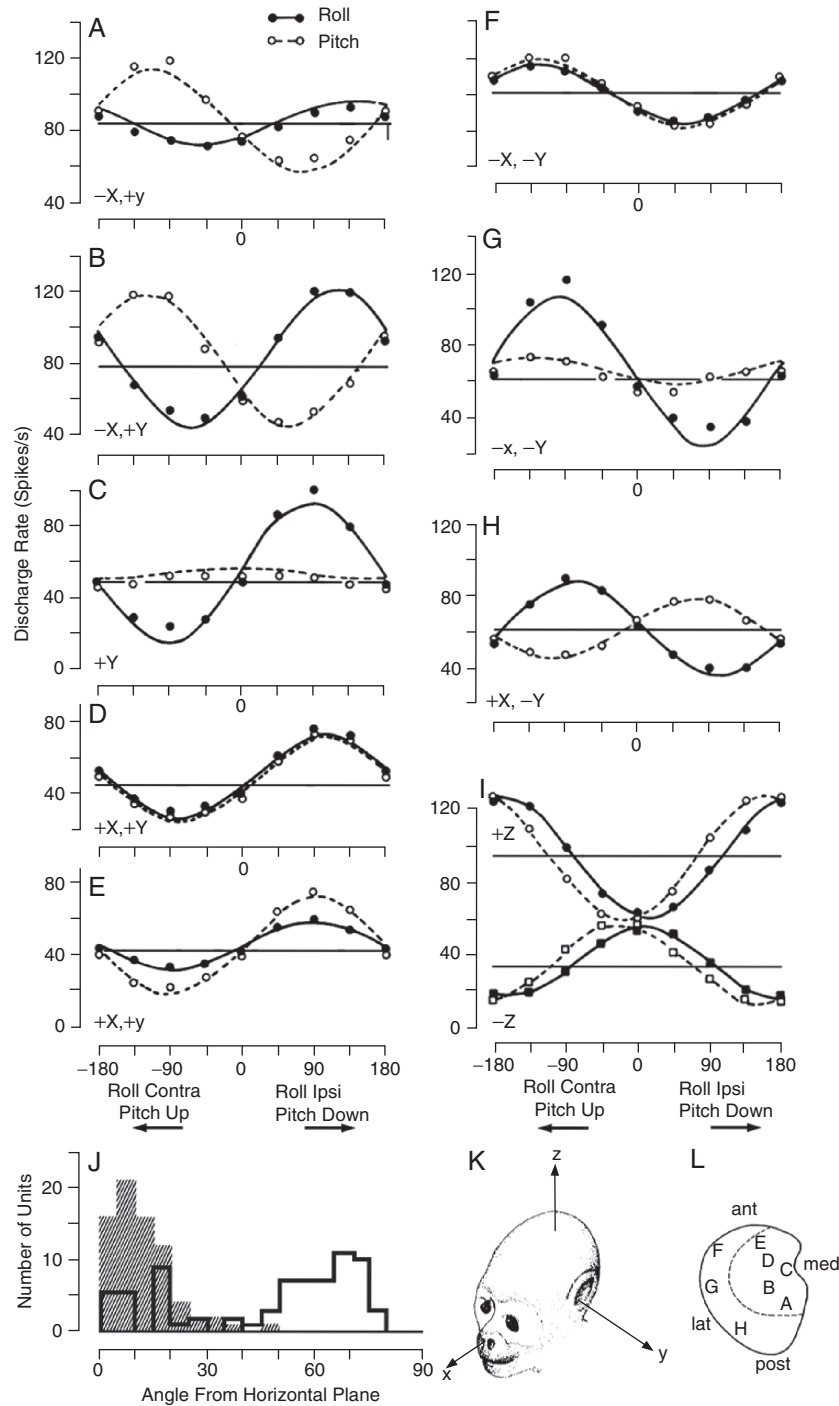 A
Roll
Pitch
120
80
40
−X,+y
0
B
120
80
40
−X,+Y
C
80
40
0
+Y
0
D
80
40
+X,+Y
0
E
80
40
0
+X,+y
−180 −90 0 90 180
Roll Contra Roll Ipsi
Pitch Up Pitch Down
Discharge Rate (Spikes/s)
F
−X, −Y
0
G
120
80
40
−x, −Y
0
H
120
80
40
+X, −Y
0
I
120
+Z
80
40
0
−Z
−180 −90 0 90 180
Roll Contra Roll Ipsi
Pitch Up Pitch Down
J
20
10
0
Number of Units
0 30 60 90
Angle From Horizontal Plane
K
z
x
y
L
ant
E
F
D
C
med
G
B
A
lat
H
post